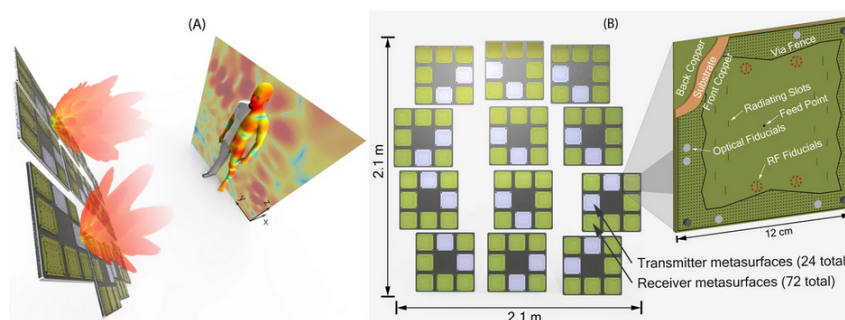 (A)
z
y
x
(B)
2.1 m
2.1 m
Back Copper
Substrate
Front Copper
Via Fence
Radiating Slots
Feed Point
Optical Fiducials
RF Fiducials
12 cm
Transmitter metasurfaces (24 total)
Receiver metasurfaces (72 total)